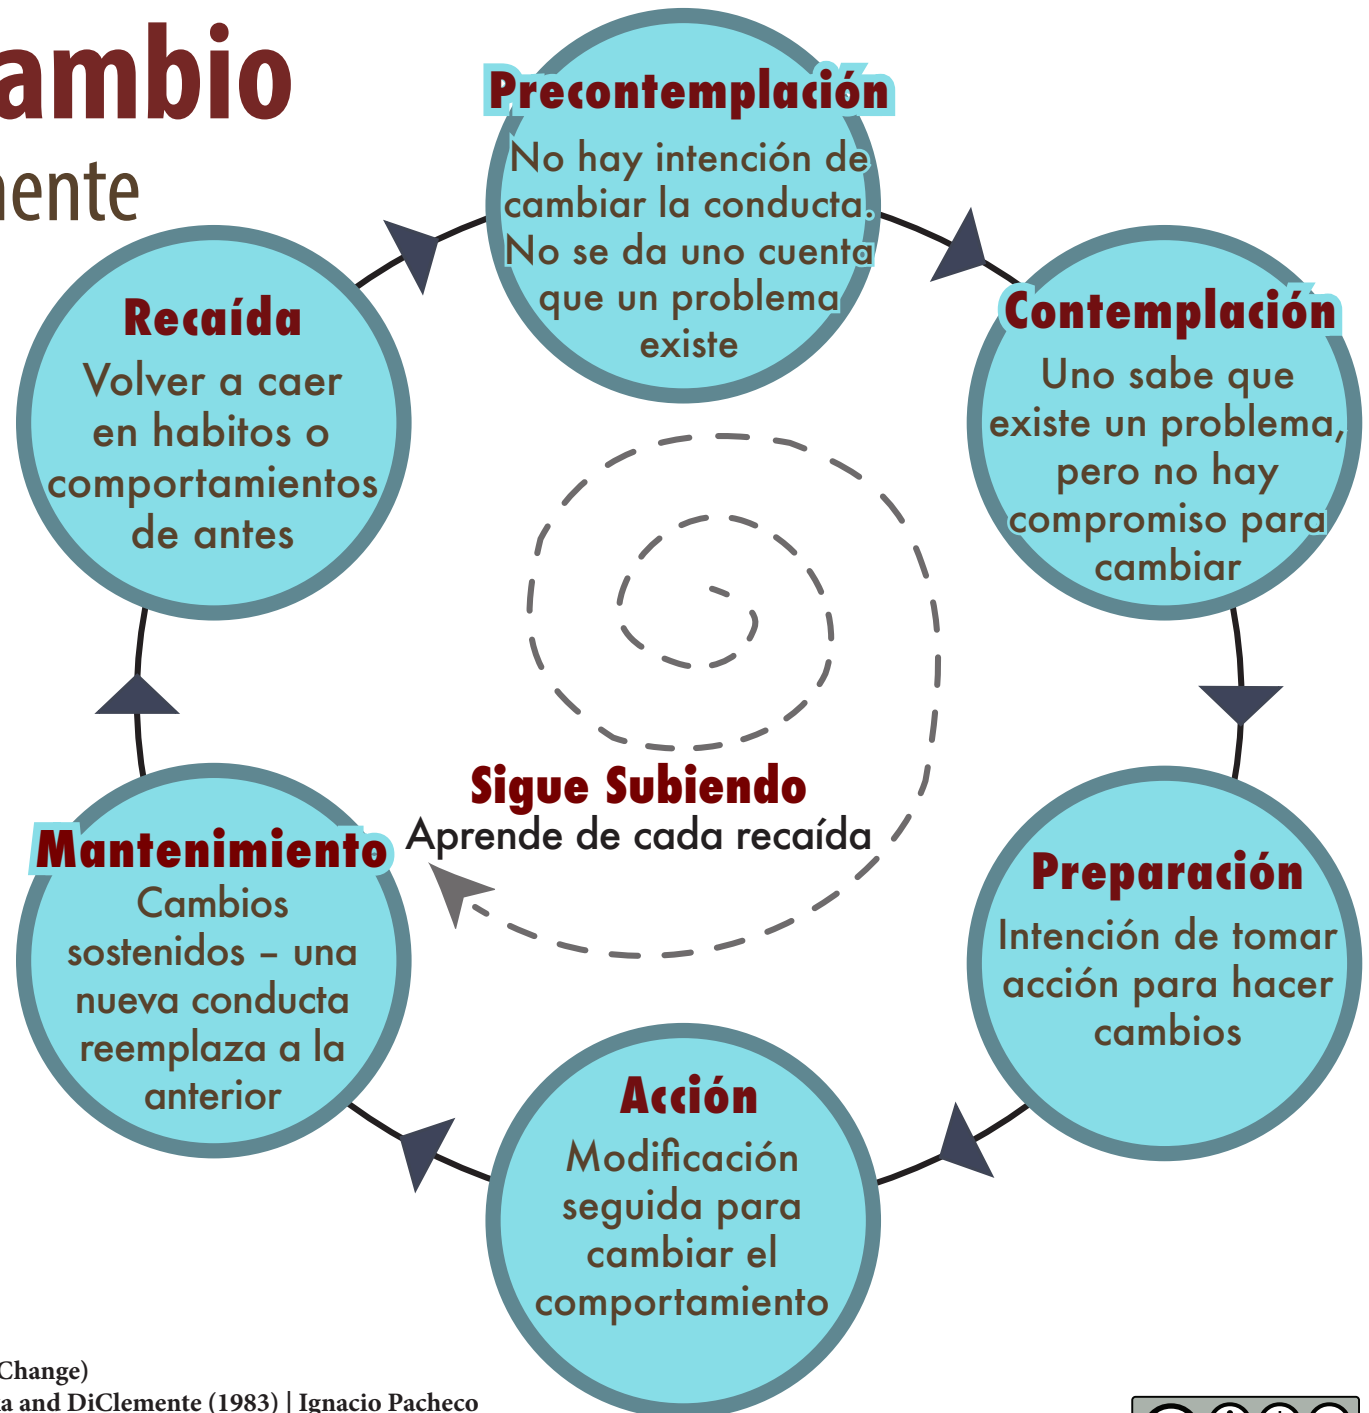 ambio
mente
Precontemplación
No hay intención de
cambiar la conducta.
No se da uno cuenta
que un problema
existe
Contemplación
Uno sabe que
existe un problema,
pero no hay
compromiso para
cambiar
Preparación
Intención de tomar
acción para hacer
cambios
Acción
Modificación
seguida para
cambiar el
comportamiento
Mantenimiento
Cambios
sostenidos – una
nueva conducta
reemplaza a la
anterior
Recaída
Volver a caer
en habitos o
comportamientos
de antes
Sigue Subiendo
Aprende de cada recaída
Change)
a and DiClemente (1983) | Ignacio Pacheco